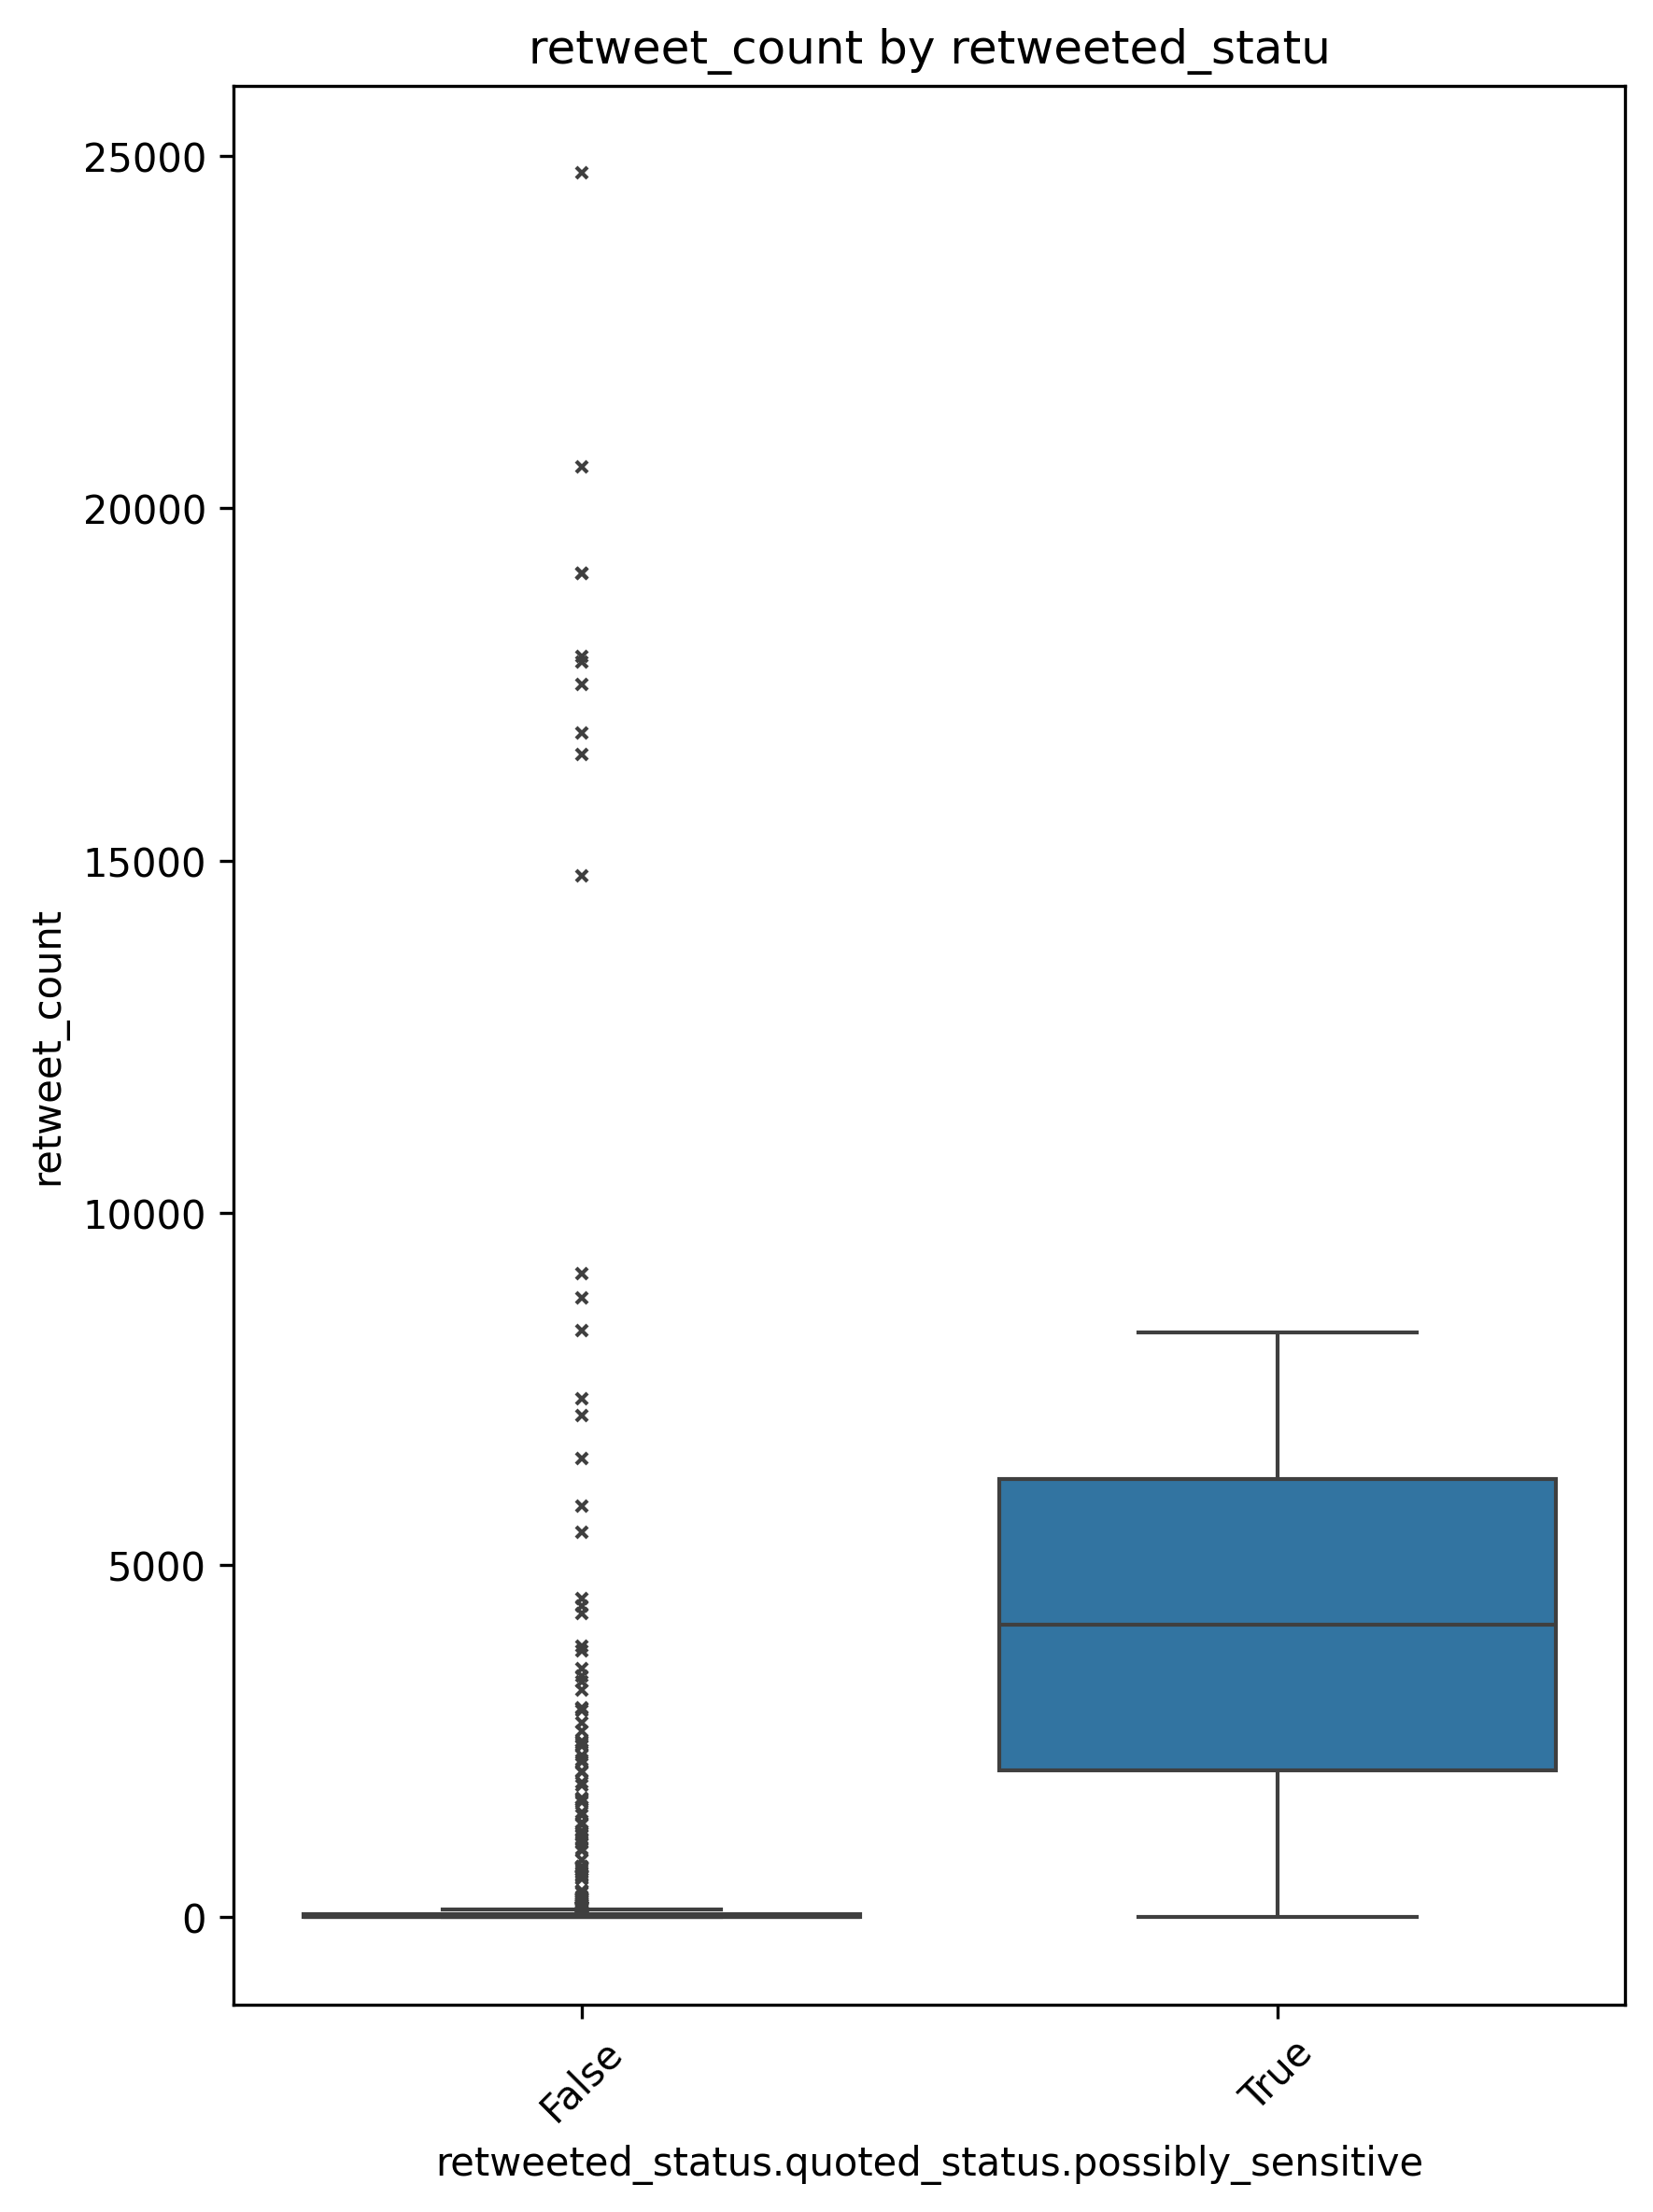 retweet_count by retweeted_statu
25000
20000
15000
10000
5000
0
retweet_count
False
True
retweeted_status.quoted_status.possibly_sensitive